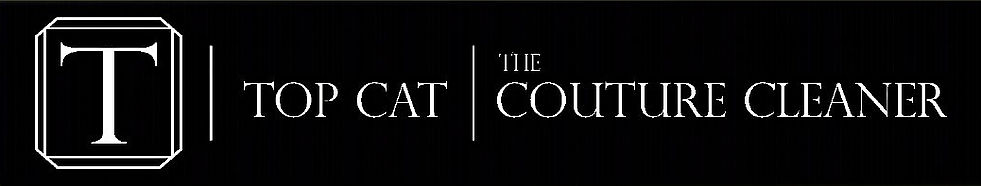 T
TOP CAT
THE
COUTURE CLEANER